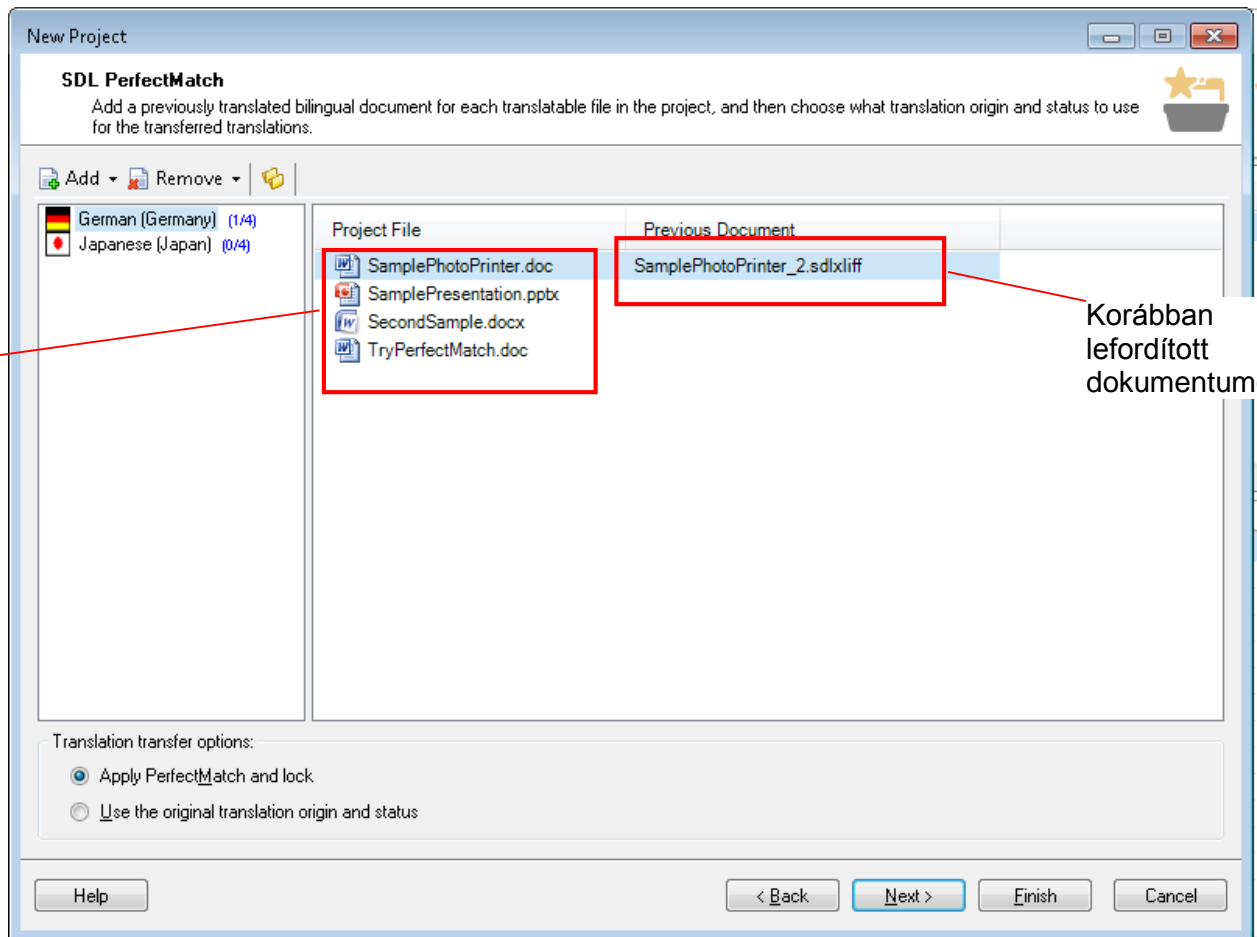 New Project
SDL PerfectMatch
Add a previously translated bilingual document for each translatable file in the project, and then choose what translation origin and status to use
for the transferred translations.
Add Remove
German (Germany) (1/4)
Japanese (Japan) (0/4)
Project File Previous Document
SamplePhotoPrinter.doc SamplePhotoPrinter_2.sdlxliff
SamplePresentation.pptx
SecondSample.docx
TryPerfectMatch.doc
Korábban
lefordított
dokumentum
Translation transfer options:
Apply PerfectMatch and lock
Use the original translation origin and status
Help < Back Next > Finish Cancel